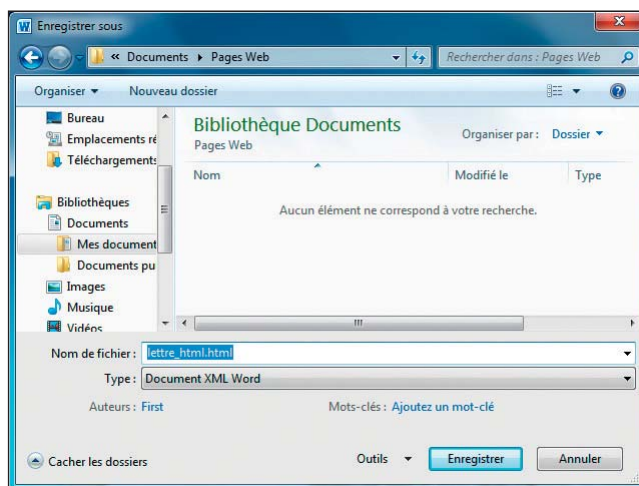 Enregistrer sous
« Documents ▸ Pages Web
Rechercher dans : Pages Web
Organiser Nouveau dossier
Bureau
Emplacements ré
Téléchargements
Bibliothèques
Documents
Mes document
Documents pu
Images
Musique
Vidéos
Bibliothèque Documents
Pages Web
Organiser par : Dossier
Nom Modifié le Type
Aucun élément ne correspond à votre recherche.
Nom de fichier : lettre_html.html
Type : Document XML Word
Auteurs : First Mots-clés : Ajoutez un mot-clé
Cacher les dossiers Outils Enregistrer Annuler